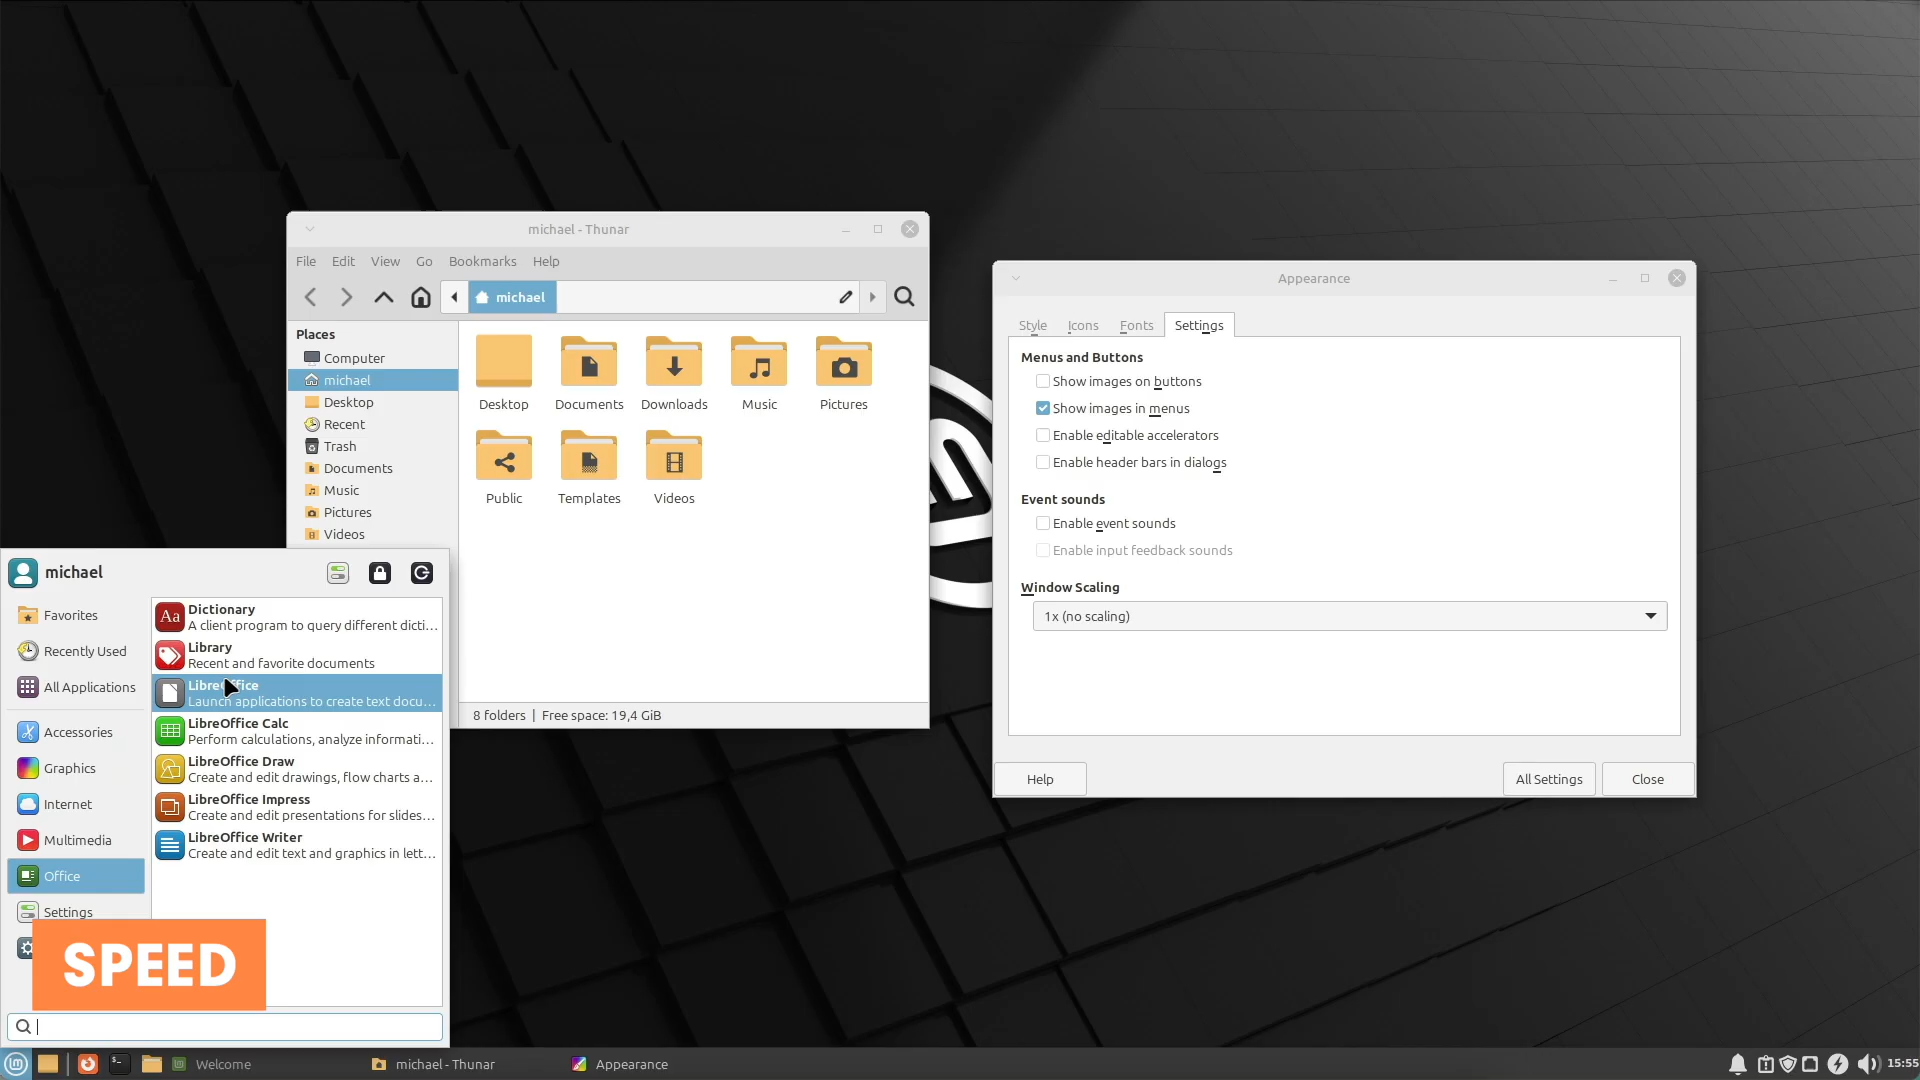 michael - Thunar
File Edit View Go Bookmarks Help
michael
Places
Computer
michael
Desktop
Recent
Trash
Documents
Music
Pictures
Videos
Desktop Documents Downloads Music Pictures
Public Templates Videos
8 folders | Free space: 19,4 GiB
Appearance
Style Icons Fonts Settings
Menus and Buttons
Show images on buttons
Show images in menus
Enable editable accelerators
Enable header bars in dialogs
Event sounds
Enable event sounds
Enable input feedback sounds
Window Scaling
1x (no scaling)
Help All Settings Close
michael
Favorites
Recently Used
All Applications
Accessories
Graphics
Internet
Multimedia
Office
Settings
Aa
Dictionary
A client program to query different dicti...
Library
Recent and favorite documents
LibreOffice
Launch applications to create text docu...
LibreOffice Calc
Perform calculations, analyze informati...
LibreOffice Draw
Create and edit drawings, flow charts a...
LibreOffice Impress
Create and edit presentations for slides...
LibreOffice Writer
Create and edit text and graphics in lett...
SPEED
Welcome michael - Thunar Appearance 15:55